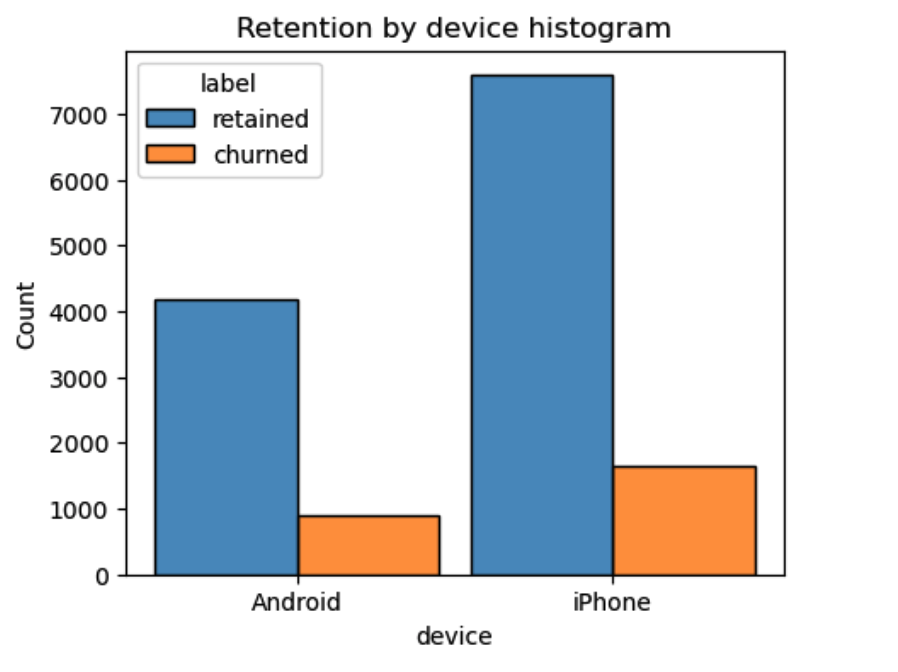 Retention by device histogram
label
retained
churned
7000
6000
5000
4000
3000
2000
1000
0
Count
Android iPhone
device